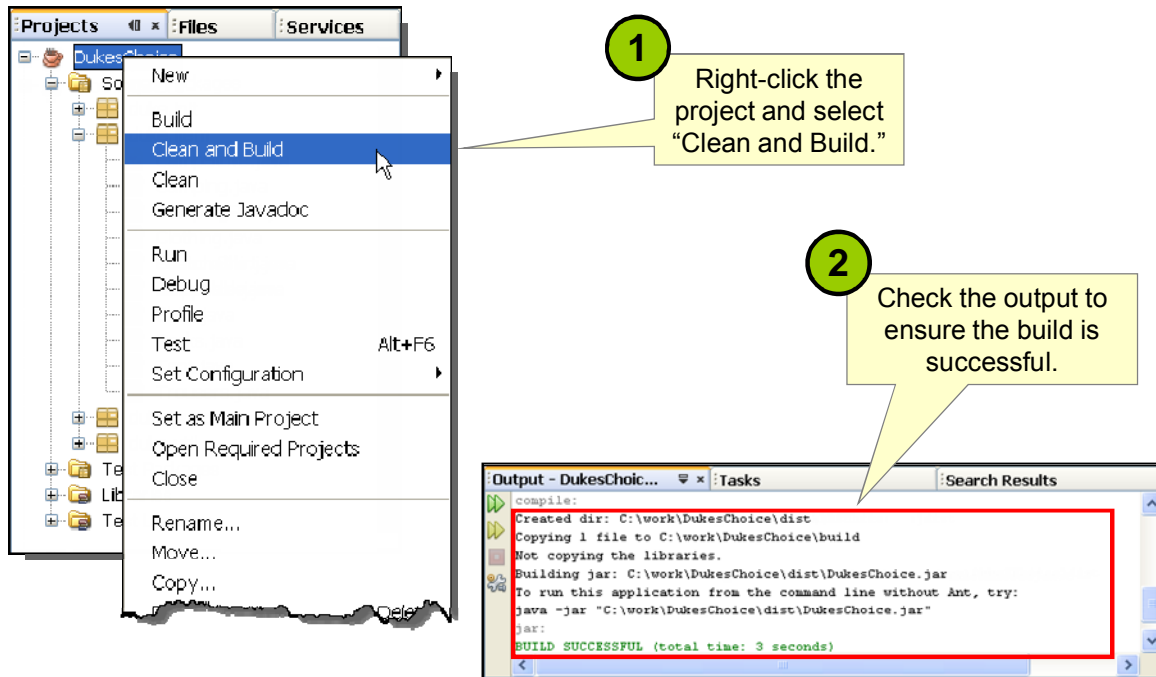 Projects
Files
Services
New
Build
Clean and Build
Clean
Generate Javadoc
Run
Debug
Profile
Test Alt+F6
Set Configuration
Set as Main Project
Open Required Projects
Close
Rename...
Move...
Copy...
So
Te
Lib
Te
1
Right-click the
project and select
“Clean and Build.”
2
Check the output to
ensure the build is
successful.
Output - DukesChoic...
Tasks
Search Results
compile:
Created dir: C:\work\DukesChoice\dist
Copying 1 file to C:\work\DukesChoice\build
Not copying the libraries.
Building jar: C:\work\DukesChoice\dist\DukesChoice.jar
To run this application from the command line without Ant, try:
java -jar "C:\work\DukesChoice\dist\DukesChoice.jar"
jar:
BUILD SUCCESSFUL (total time: 3 seconds)